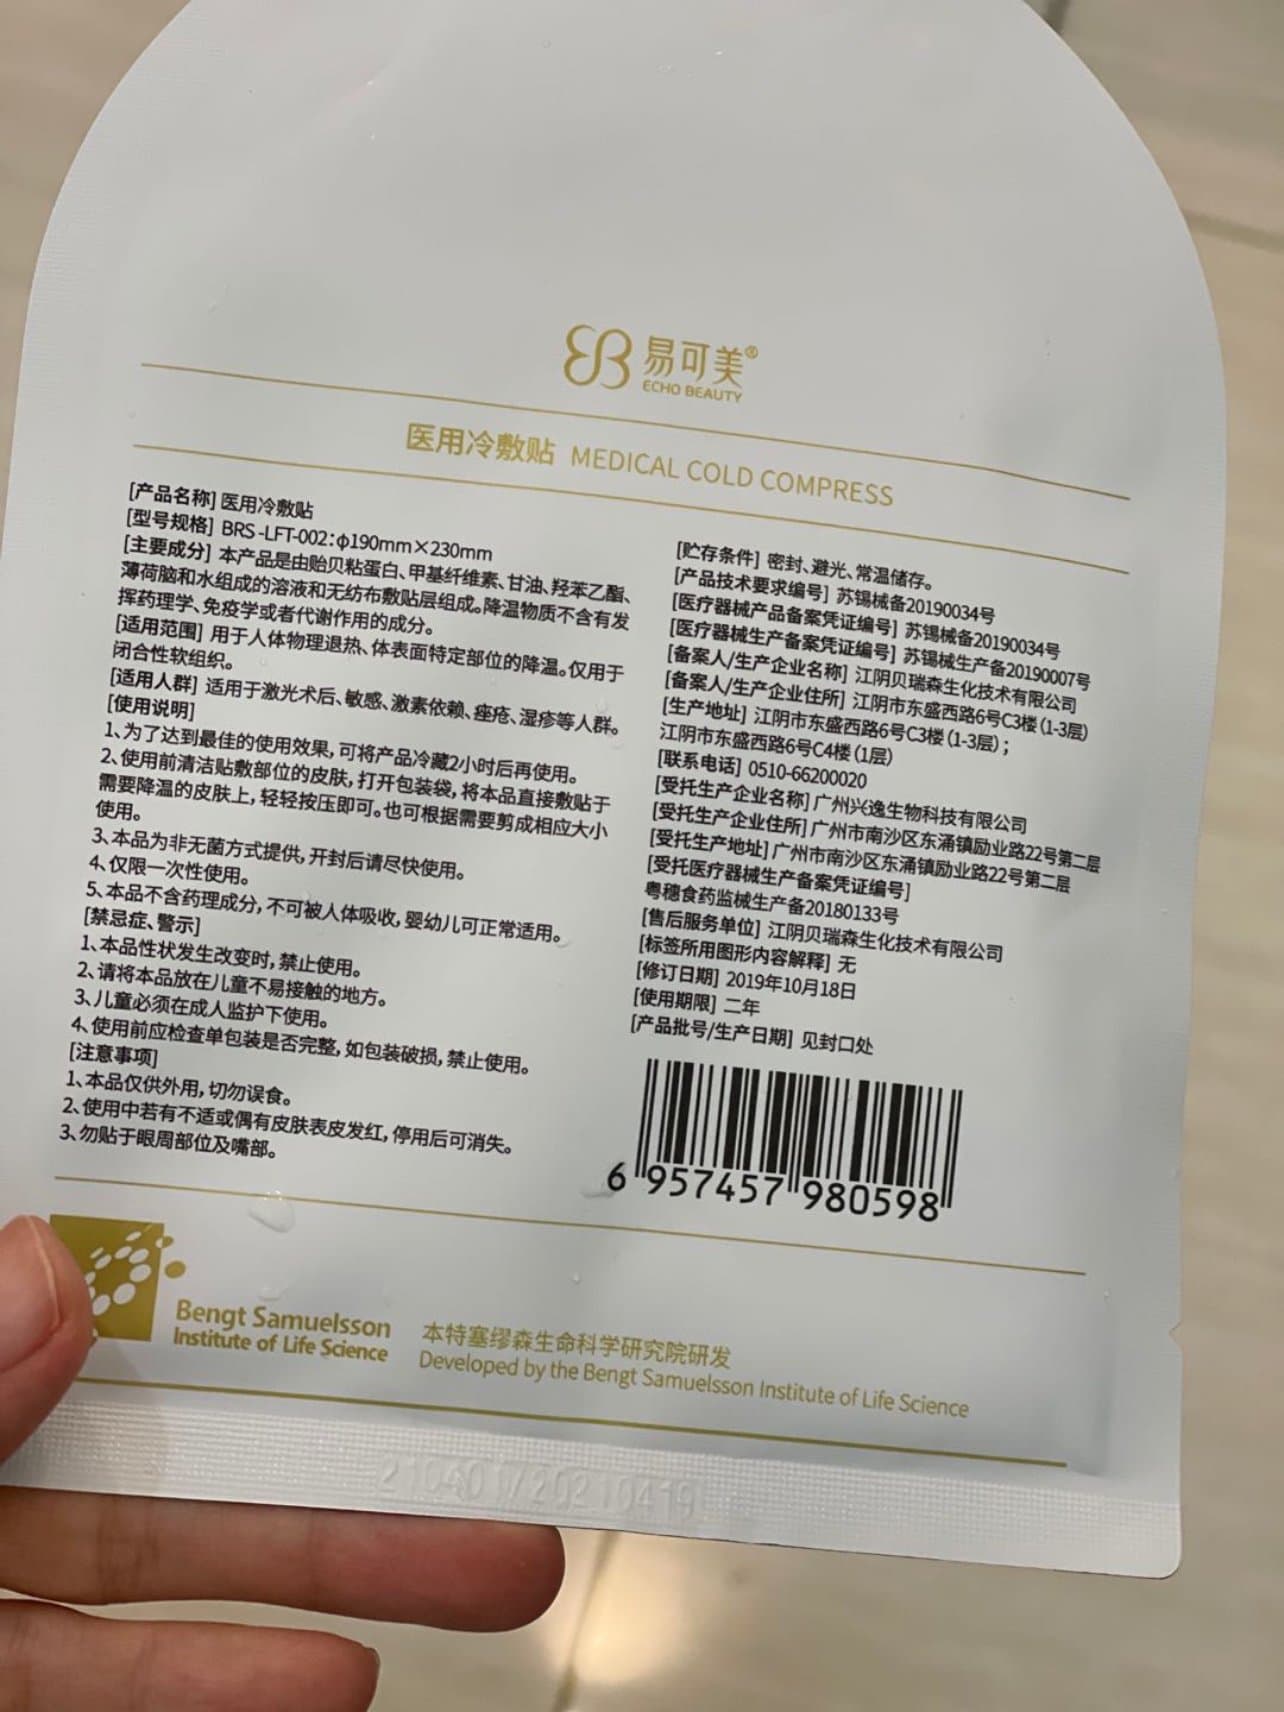 易可美®
ECHO BEAUTY
医用冷敷贴 MEDICAL COLD COMPRESS
[产品名称] 医用冷敷贴
[型号规格] BRS-LFT-002:φ190mm×230mm
[主要成分] 本产品是由贻贝粘蛋白、甲基纤维素、甘油、羟苯乙酯、
薄荷脑和水组成的溶液和无纺布敷贴层组成。降温物质不含有发
挥药理学、免疫学或者代谢作用的成分。
[适用范围] 用于人体物理退热、体表面特定部位的降温。仅用于
闭合性软组织。
[适用人群] 适用于激光术后、敏感、激素依赖、痤疮、湿疹等人群。
[使用说明]
1、为了达到最佳的使用效果,可将产品冷藏2小时后再使用。
2、使用前清洁贴敷部位的皮肤,打开包装袋,将本品直接敷贴于
需要降温的皮肤上,轻轻按压即可。也可根据需要剪成相应大小
使用。
3、本品为非无菌方式提供,开封后请尽快使用。
4、仅限一次性使用。
5、本品不含药理成分,不可被人体吸收,婴幼儿可正常适用。
[禁忌症、警示]
1、本品性状发生改变时,禁止使用。
2、请将本品放在儿童不易接触的地方。
3、儿童必须在成人监护下使用。
4、使用前应检查单包装是否完整,如包装破损,禁止使用。
[注意事项]
1、本品仅供外用,切勿误食。
2、使用中若有不适或偶有皮肤表皮发红,停用后可消失。
3、勿贴于眼周部位及嘴部。
[贮存条件] 密封、避光、常温储存。
[产品技术要求编号] 苏锡械备20190034号
[医疗器械产品备案凭证编号] 苏锡械备20190034号
[医疗器械生产备案凭证编号] 苏锡械生产备20190007号
[备案人/生产企业名称] 江阴贝瑞森生化技术有限公司
[备案人/生产企业住所] 江阴市东盛西路6号C3楼(1-3层)
[生产地址] 江阴市东盛西路6号C3楼(1-3层);
江阴市东盛西路6号C4楼(1层)
[联系电话] 0510-66200020
[受托生产企业名称] 广州兴逸生物科技有限公司
[受托生产企业住所] 广州市南沙区东涌镇励业路22号第二层
[受托生产地址] 广州市南沙区东涌镇励业路22号第二层
[受托医疗器械生产备案凭证编号]
粤穗食药监械生产备20180133号
[售后服务单位] 江阴贝瑞森生化技术有限公司
[标签所用图形内容解释] 无
[修订日期] 2019年10月18日
[使用期限] 二年
[产品批号/生产日期] 见封口处
6 957457 980598
Bengt Samuelsson
Institute of Life Science
本特塞缪森生命科学研究院研发
Developed by the Bengt Samuelsson Institute of Life Science
210401/20210419